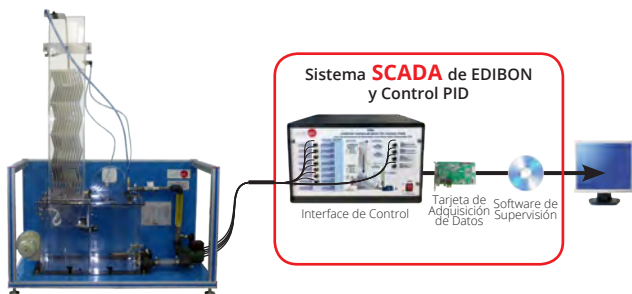 Sistema SCADA de EDIBON
y Control PID
Interface de Control
Tarjeta de
Adquisición
de Datos
Software de
Supervisión